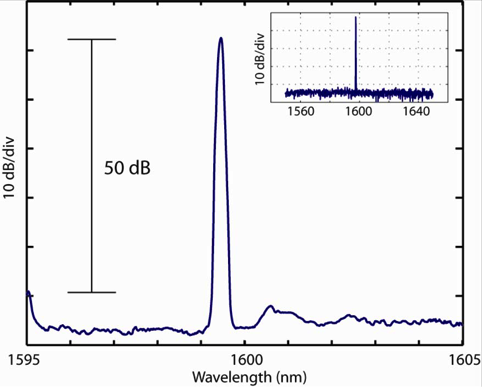 10 dB/div
1560 1600 1640
50 dB
10 dB/div
1595 1600 1605
Wavelength (nm)